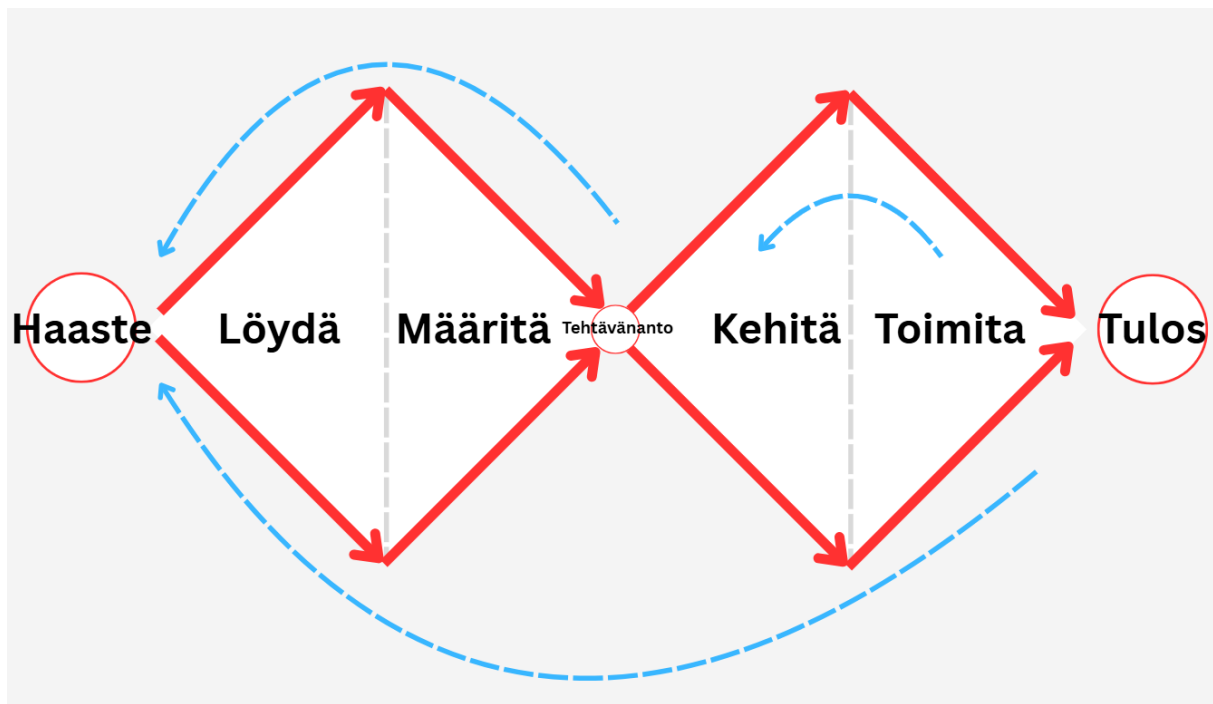 Haaste
Löydä
Määritä
Tehtävänanto
Kehitä
Toimita
Tulos